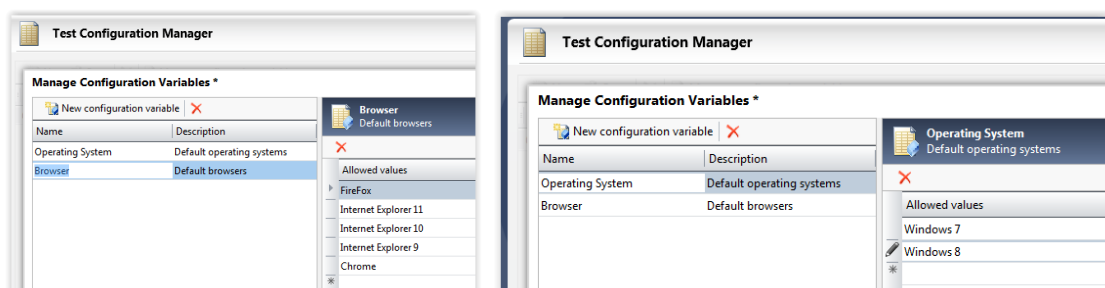 Test Configuration Manager
Manage Configuration Variables *
New configuration variable
Name Description
Operating System Default operating systems
Browser Default browsers
Browser
Default browsers
Allowed values
FireFox
Internet Explorer 11
Internet Explorer 10
Internet Explorer 9
Chrome
Test Configuration Manager
Manage Configuration Variables *
New configuration variable
Name Description
Operating System Default operating systems
Browser Default browsers
Operating System
Default operating systems
Allowed values
Windows 7
Windows 8